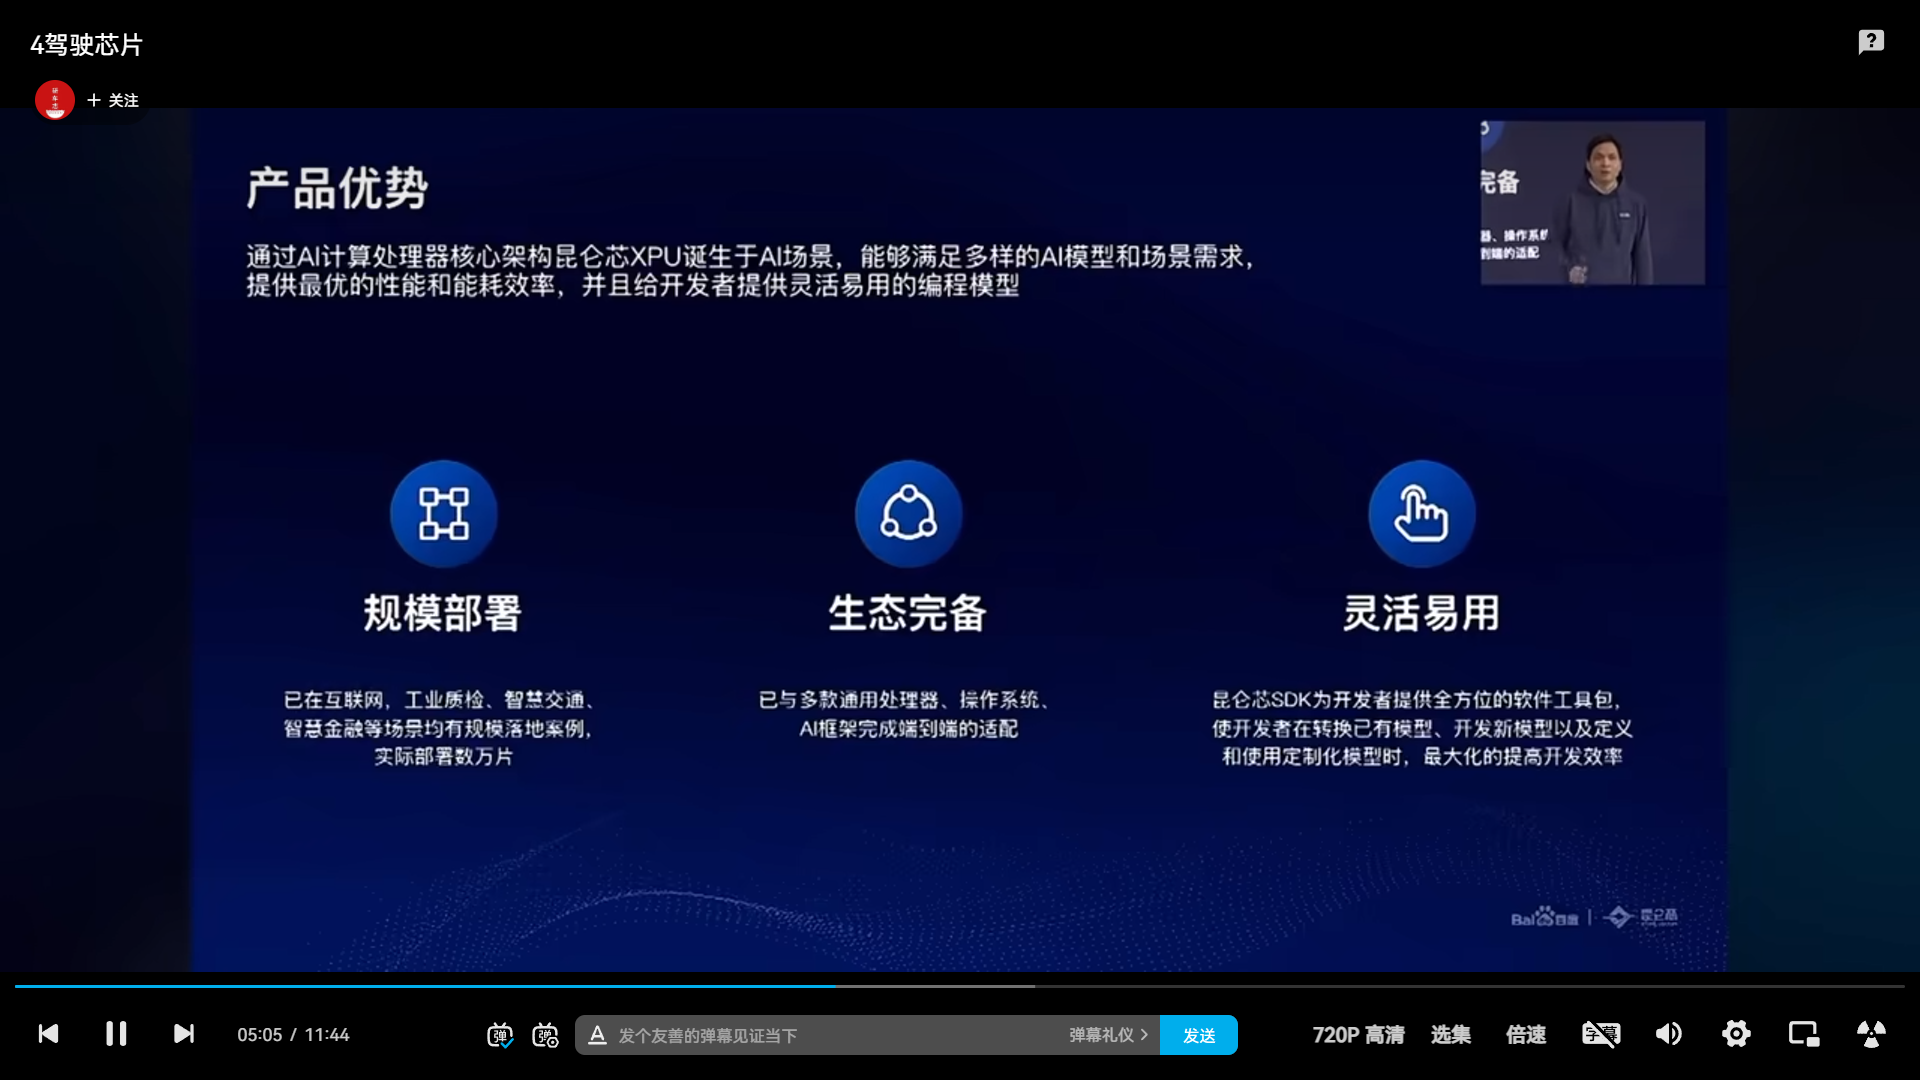 4驾驶芯片
+ 关注
产品优势
通过AI计算处理器核心架构昆仑芯XPU诞生于AI场景，能够满足多样的AI模型和场景需求，
提供最优的性能和能耗效率，并且给开发者提供灵活易用的编程模型
完备
器、操作系统
到端的适配
规模部署
已在互联网，工业质检、智慧交通、
智慧金融等场景均有规模落地案例，
实际部署数万片
生态完备
已与多款通用处理器、操作系统、
AI框架完成端到端的适配
灵活易用
昆仑芯SDK为开发者提供全方位的软件工具包，
使开发者在转换已有模型、开发新模型以及定义
和使用定制化模型时，最大化的提高开发效率
Bai百度 | 昆仑芯
05:05 / 11:44
弹
弹
A 发个友善的弹幕见证当下
弹幕礼仪 >
发送
720P 高清
选集
倍速
字幕